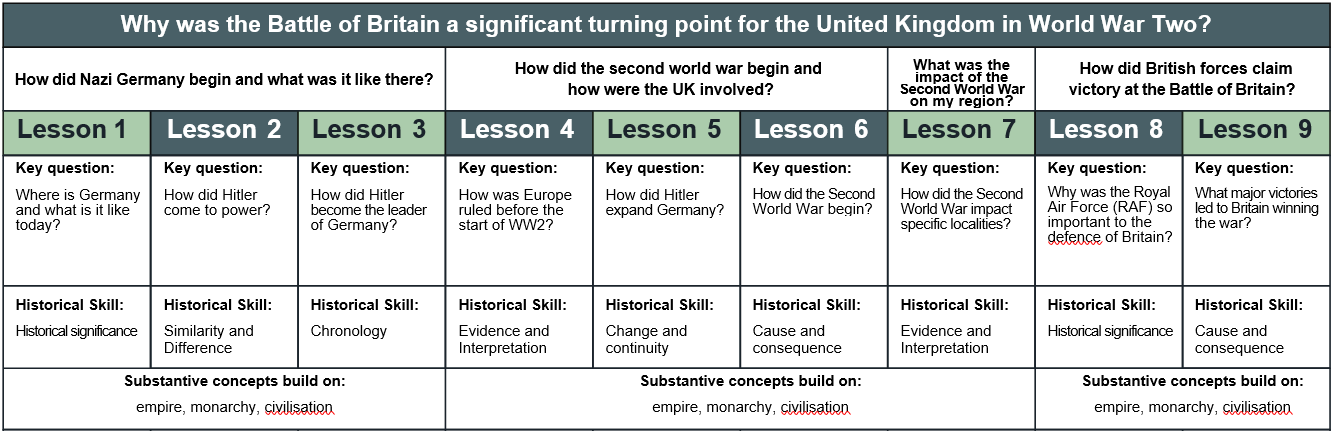 Why was the Battle of Britain a significant turning point for the United Kingdom in World War Two?
How did Nazi Germany begin and what was it like there?
How did the second world war begin and
how were the UK involved?
What was the
impact of the
Second World War
on my region?
How did British forces claim
victory at the Battle of Britain?
Lesson 1
Lesson 2
Lesson 3
Lesson 4
Lesson 5
Lesson 6
Lesson 7
Lesson 8
Lesson 9
Key question:
Where is Germany
and what is it like
today?
Key question:
How did Hitler
come to power?
Key question:
How did Hitler
become the leader
of Germany?
Key question:
How was Europe
ruled before the
start of WW2?
Key question:
How did Hitler
expand Germany?
Key question:
How did the Second
World War begin?
Key question:
How did the Second
World War impact
specific localities?
Key question:
Why was the Royal
Air Force (RAF) so
important to the
defence of Britain?
Key question:
What major victories
led to Britain winning
the war?
Historical Skill:
Historical significance
Historical Skill:
Similarity and
Difference
Historical Skill:
Chronology
Historical Skill:
Evidence and
Interpretation
Historical Skill:
Change and
continuity
Historical Skill:
Cause and
consequence
Historical Skill:
Evidence and
Interpretation
Historical Skill:
Historical significance
Historical Skill:
Cause and
consequence
Substantive concepts build on:
empire, monarchy, civilisation
Substantive concepts build on:
empire, monarchy, civilisation
Substantive concepts build on:
empire, monarchy, civilisation